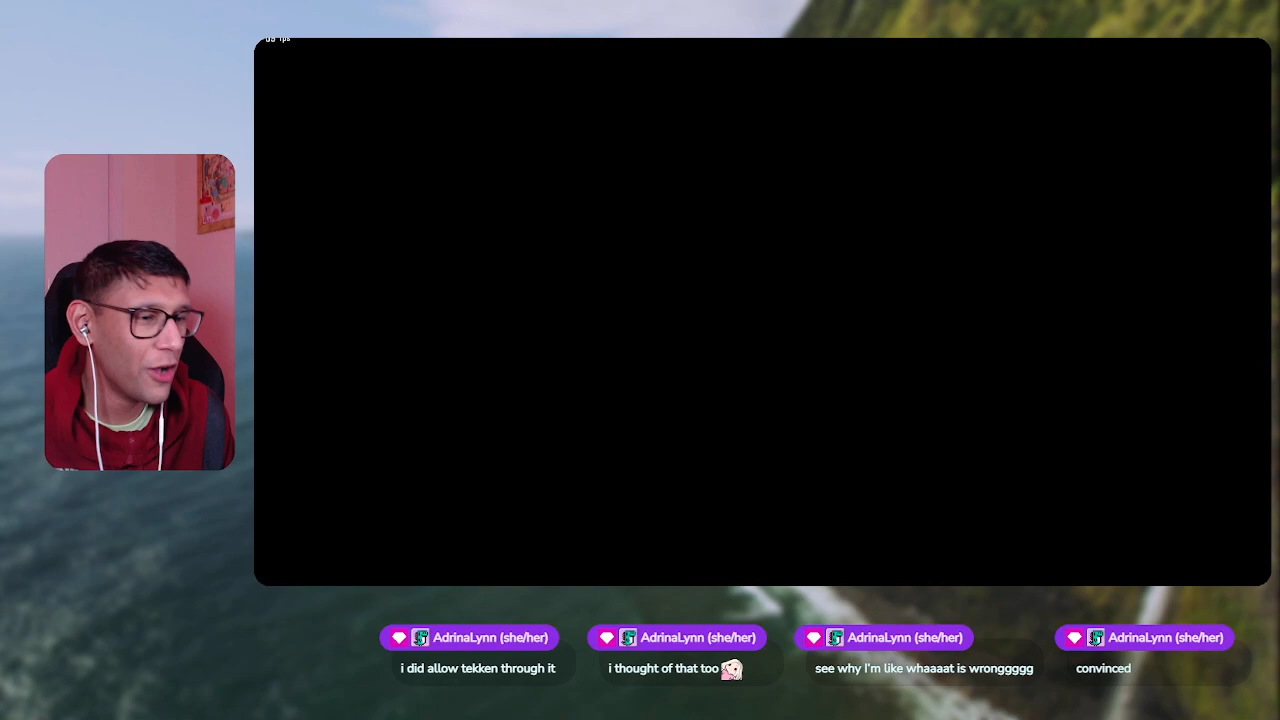 AdrinaLynn (she/her)
i did allow tekken through it
AdrinaLynn (she/her)
i thought of that too
AdrinaLynn (she/her)
see why I'm like whaaaat is wronggggg
AdrinaLynn (she/her)
convinced